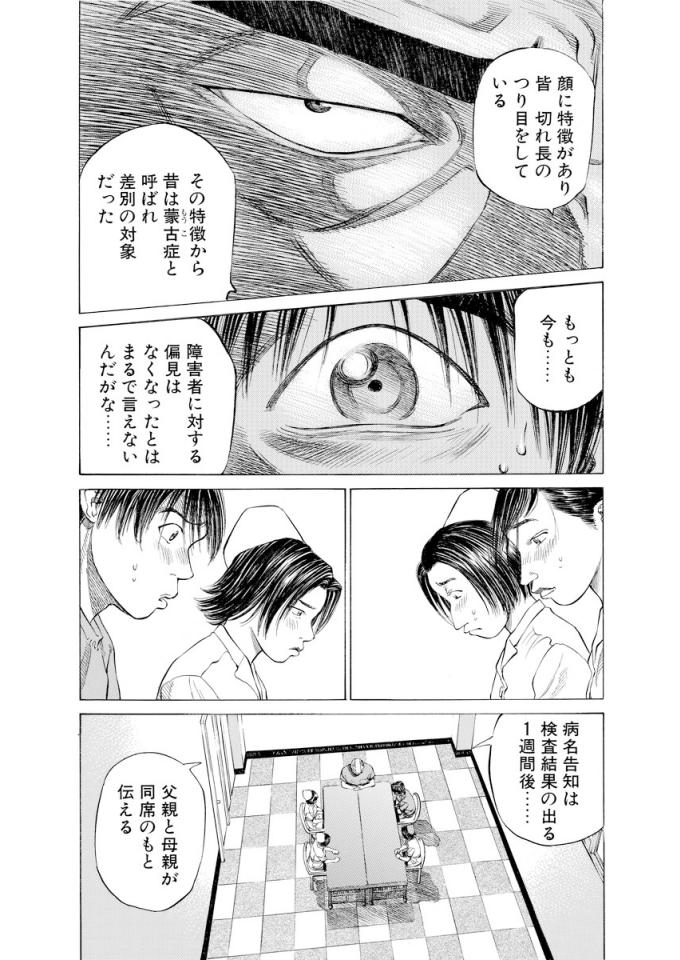 顔に特徴があり
皆 切れ長の
つり目をして
いる
その特徴から
昔は蒙古症と
もうこ
呼ばれ
差別の対象
だった
もっとも
今も……
障害者に対する
偏見は
なくなったとは
まるで言えない
んだがな……
病名告知は
検査結果の出る
1週間後……
父親と母親が
同席のもと
伝える